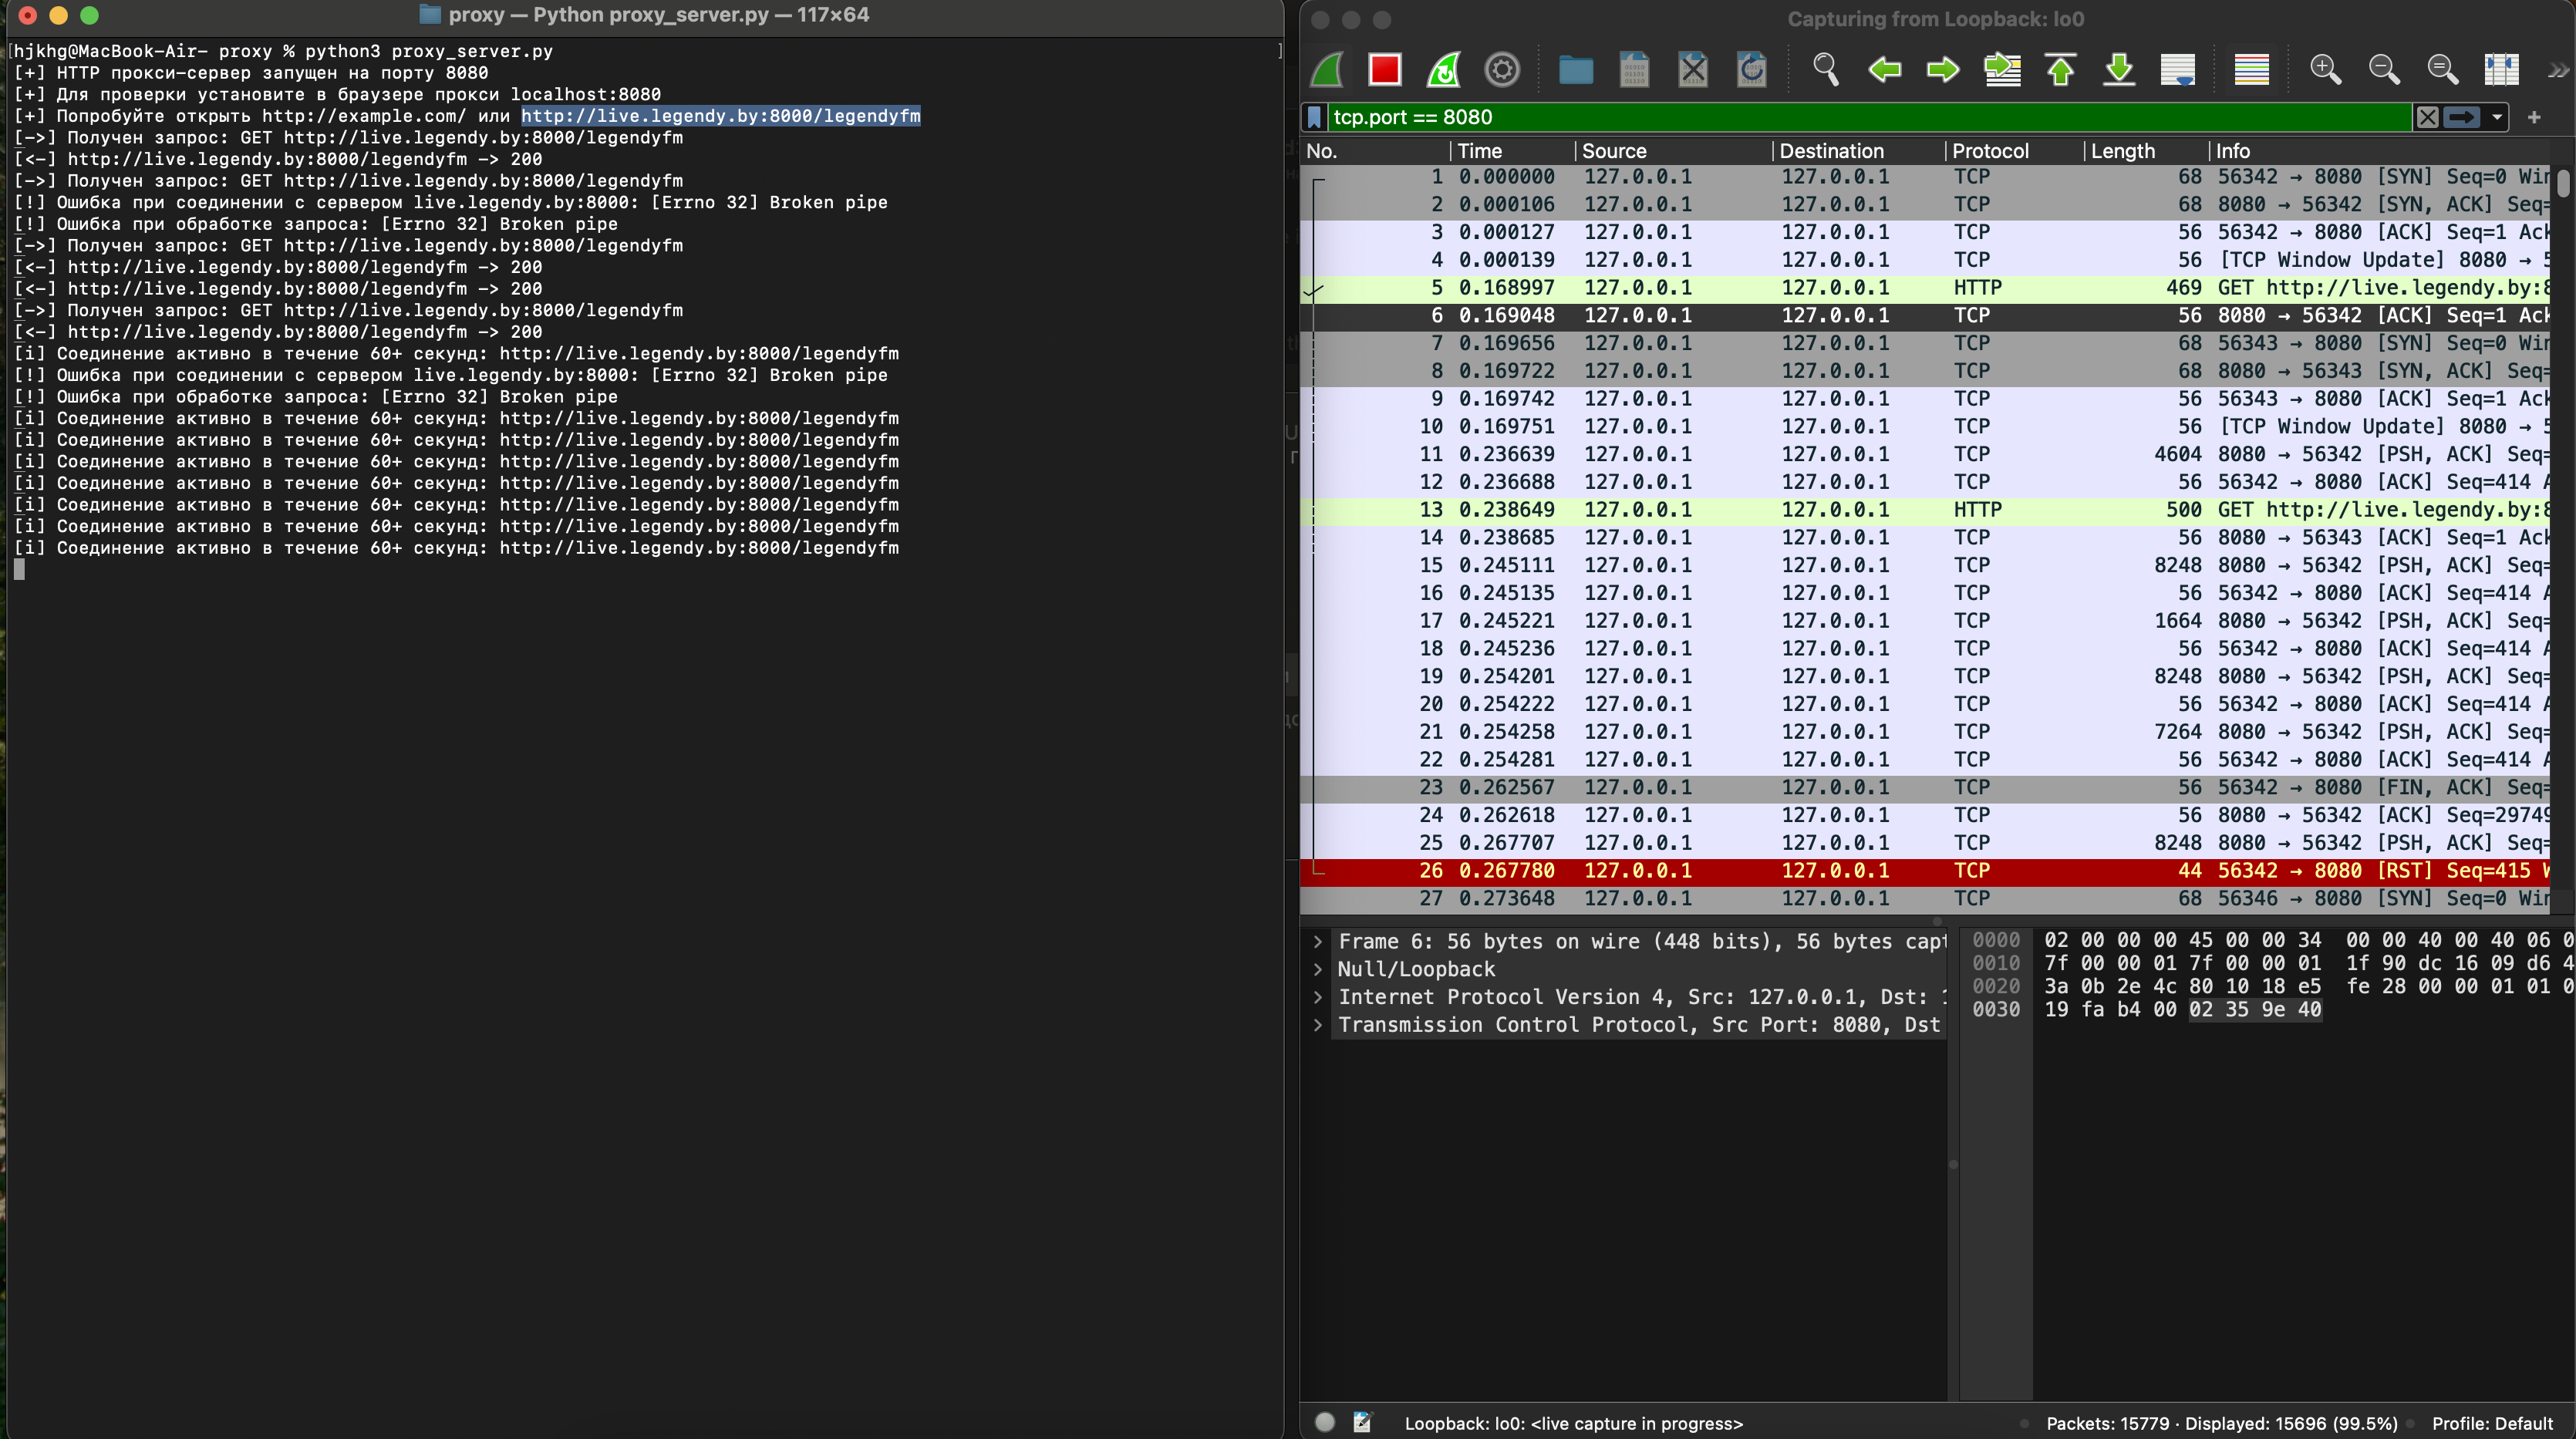 proxy — Python proxy_server.py — 117×64
[hjkhg@MacBook-Air- proxy % python3 proxy_server.py ]
[+] HTTP прокси-сервер запущен на порту 8080
[+] Для проверки установите в браузере прокси localhost:8080
[+] Попробуйте открыть http://example.com/ или http://live.legendy.by:8000/legendyfm
[->] Получен запрос: GET http://live.legendy.by:8000/legendyfm
[<-] http://live.legendy.by:8000/legendyfm -> 200
[->] Получен запрос: GET http://live.legendy.by:8000/legendyfm
[!] Ошибка при соединении с сервером live.legendy.by:8000: [Errno 32] Broken pipe
[!] Ошибка при обработке запроса: [Errno 32] Broken pipe
[->] Получен запрос: GET http://live.legendy.by:8000/legendyfm
[<-] http://live.legendy.by:8000/legendyfm -> 200
[<-] http://live.legendy.by:8000/legendyfm -> 200
[->] Получен запрос: GET http://live.legendy.by:8000/legendyfm
[<-] http://live.legendy.by:8000/legendyfm -> 200
[i] Соединение активно в течение 60+ секунд: http://live.legendy.by:8000/legendyfm
[!] Ошибка при соединении с сервером live.legendy.by:8000: [Errno 32] Broken pipe
[!] Ошибка при обработке запроса: [Errno 32] Broken pipe
[i] Соединение активно в течение 60+ секунд: http://live.legendy.by:8000/legendyfm
[i] Соединение активно в течение 60+ секунд: http://live.legendy.by:8000/legendyfm
[i] Соединение активно в течение 60+ секунд: http://live.legendy.by:8000/legendyfm
[i] Соединение активно в течение 60+ секунд: http://live.legendy.by:8000/legendyfm
[i] Соединение активно в течение 60+ секунд: http://live.legendy.by:8000/legendyfm
[i] Соединение активно в течение 60+ секунд: http://live.legendy.by:8000/legendyfm
[i] Соединение активно в течение 60+ секунд: http://live.legendy.by:8000/legendyfm
Capturing from Loopback: lo0
tcp.port == 8080
No. Time Source Destination Protocol Length Info
1 0.000000 127.0.0.1 127.0.0.1 TCP 68 56342 → 8080 [SYN] Seq=0 Win
2 0.000106 127.0.0.1 127.0.0.1 TCP 68 8080 → 56342 [SYN, ACK] Seq=
3 0.000127 127.0.0.1 127.0.0.1 TCP 56 56342 → 8080 [ACK] Seq=1 Ack
4 0.000139 127.0.0.1 127.0.0.1 TCP 56 [TCP Window Update] 8080 → 5
5 0.168997 127.0.0.1 127.0.0.1 HTTP 469 GET http://live.legendy.by:8
6 0.169048 127.0.0.1 127.0.0.1 TCP 56 8080 → 56342 [ACK] Seq=1 Ack
7 0.169656 127.0.0.1 127.0.0.1 TCP 68 56343 → 8080 [SYN] Seq=0 Win
8 0.169722 127.0.0.1 127.0.0.1 TCP 68 8080 → 56343 [SYN, ACK] Seq=
9 0.169742 127.0.0.1 127.0.0.1 TCP 56 56343 → 8080 [ACK] Seq=1 Ack
10 0.169751 127.0.0.1 127.0.0.1 TCP 56 [TCP Window Update] 8080 → 5
11 0.236639 127.0.0.1 127.0.0.1 TCP 4604 8080 → 56342 [PSH, ACK] Seq=
12 0.236688 127.0.0.1 127.0.0.1 TCP 56 56342 → 8080 [ACK] Seq=414 A
13 0.238649 127.0.0.1 127.0.0.1 HTTP 500 GET http://live.legendy.by:8
14 0.238685 127.0.0.1 127.0.0.1 TCP 56 8080 → 56343 [ACK] Seq=1 Ack
15 0.245111 127.0.0.1 127.0.0.1 TCP 8248 8080 → 56342 [PSH, ACK] Seq=
16 0.245135 127.0.0.1 127.0.0.1 TCP 56 56342 → 8080 [ACK] Seq=414 A
17 0.245221 127.0.0.1 127.0.0.1 TCP 1664 8080 → 56342 [PSH, ACK] Seq=
18 0.245236 127.0.0.1 127.0.0.1 TCP 56 56342 → 8080 [ACK] Seq=414 A
19 0.254201 127.0.0.1 127.0.0.1 TCP 8248 8080 → 56342 [PSH, ACK] Seq=
20 0.254222 127.0.0.1 127.0.0.1 TCP 56 56342 → 8080 [ACK] Seq=414 A
21 0.254258 127.0.0.1 127.0.0.1 TCP 7264 8080 → 56342 [PSH, ACK] Seq=
22 0.254281 127.0.0.1 127.0.0.1 TCP 56 56342 → 8080 [ACK] Seq=414 A
23 0.262567 127.0.0.1 127.0.0.1 TCP 56 56342 → 8080 [FIN, ACK] Seq=
24 0.262618 127.0.0.1 127.0.0.1 TCP 56 8080 → 56342 [ACK] Seq=29749
25 0.267707 127.0.0.1 127.0.0.1 TCP 8248 8080 → 56342 [PSH, ACK] Seq=
26 0.267780 127.0.0.1 127.0.0.1 TCP 44 56342 → 8080 [RST] Seq=415 W
27 0.273648 127.0.0.1 127.0.0.1 TCP 68 56346 → 8080 [SYN] Seq=0 Win
Frame 6: 56 bytes on wire (448 bits), 56 bytes capt
Null/Loopback
Internet Protocol Version 4, Src: 127.0.0.1, Dst: 1
Transmission Control Protocol, Src Port: 8080, Dst
0000 02 00 00 00 45 00 00 34 00 00 40 00 40 06 0
0010 7f 00 00 01 7f 00 00 01 1f 90 dc 16 09 d6 4
0020 3a 0b 2e 4c 80 10 18 e5 fe 28 00 00 01 01 0
0030 19 fa b4 00 02 35 9e 40
Loopback: lo0: <live capture in progress>
Packets: 15779 · Displayed: 15696 (99.5%)
Profile: Default